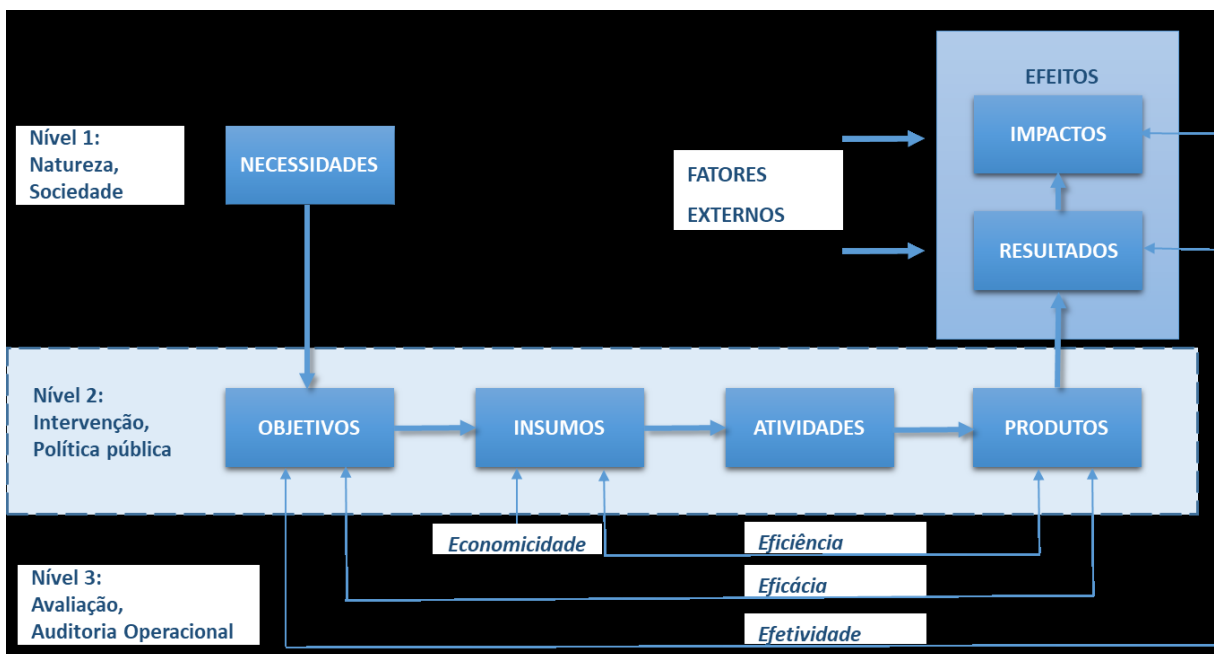 EFEITOS
Nível 1:
Natureza,
Sociedade
NECESSIDADES
IMPACTOS
FATORES
EXTERNOS
RESULTADOS
Nível 2:
Intervenção,
Política pública
OBJETIVOS
INSUMOS
ATIVIDADES
PRODUTOS
Economicidade
Eficiência
Nível 3:
Avaliação,
Auditoria Operacional
Eficácia
Efetividade